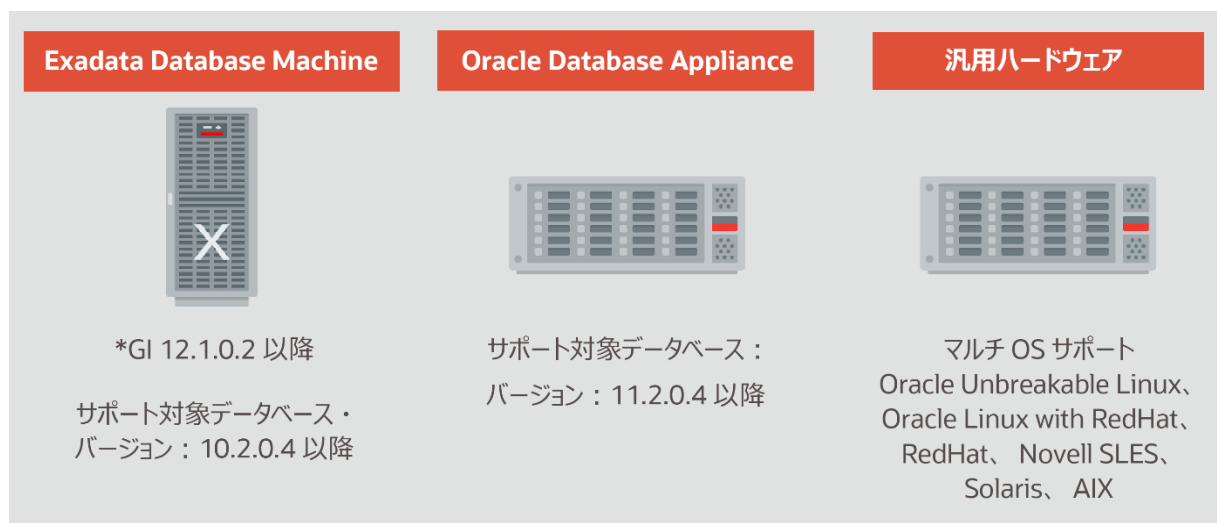 Exadata Database Machine
*GI 12.1.0.2 以降
サポート対象データベース・
バージョン：10.2.0.4 以降
Oracle Database Appliance
サポート対象データベース：
バージョン：11.2.0.4 以降
汎用ハードウェア
マルチ OS サポート
Oracle Unbreakable Linux、
Oracle Linux with RedHat、
RedHat、 Novell SLES、
Solaris、 AIX
X